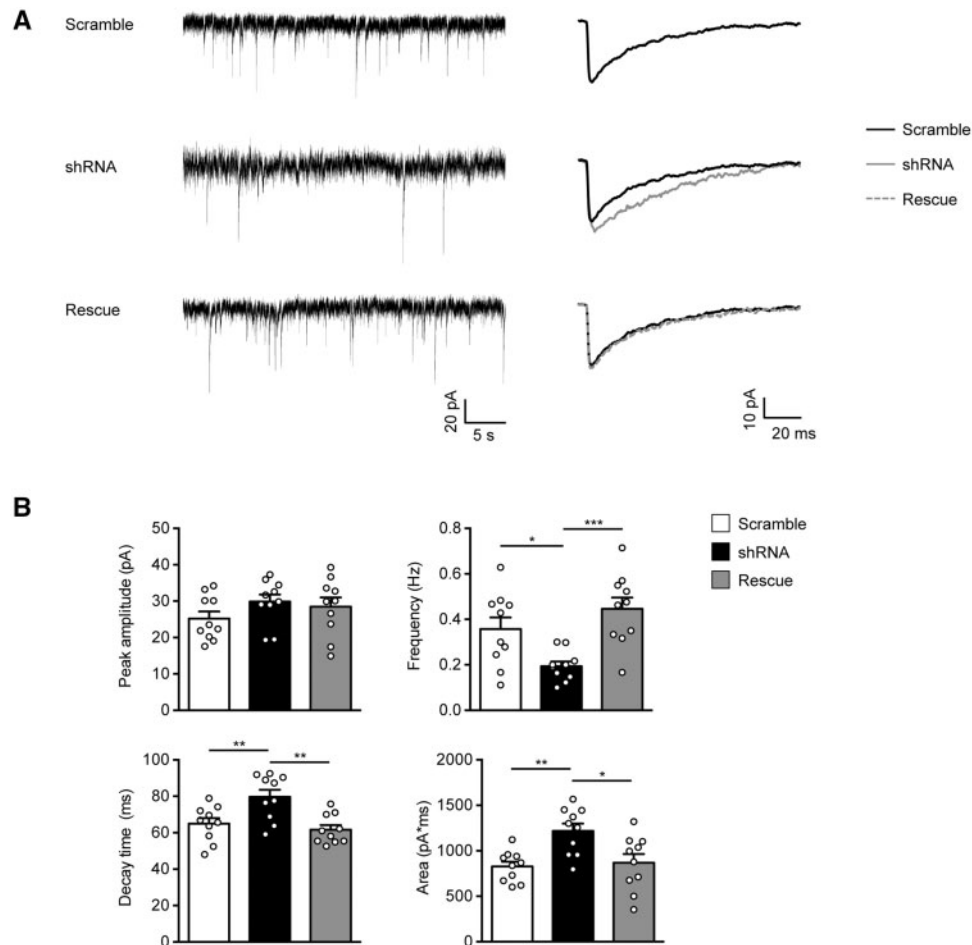 A
Scramble
shRNA
Rescue
20 pA
5 s
10 pA
20 ms
Scramble
shRNA
Rescue
B
Peak amplitude (pA)
50
40
30
20
10
0
Frequency (Hz)
0.8
0.6
0.4
0.2
0.0
*
***
Scramble
shRNA
Rescue
Decay time (ms)
100
80
60
40
20
0
**
**
Area (pA*ms)
2000
1500
1000
500
0
**
*